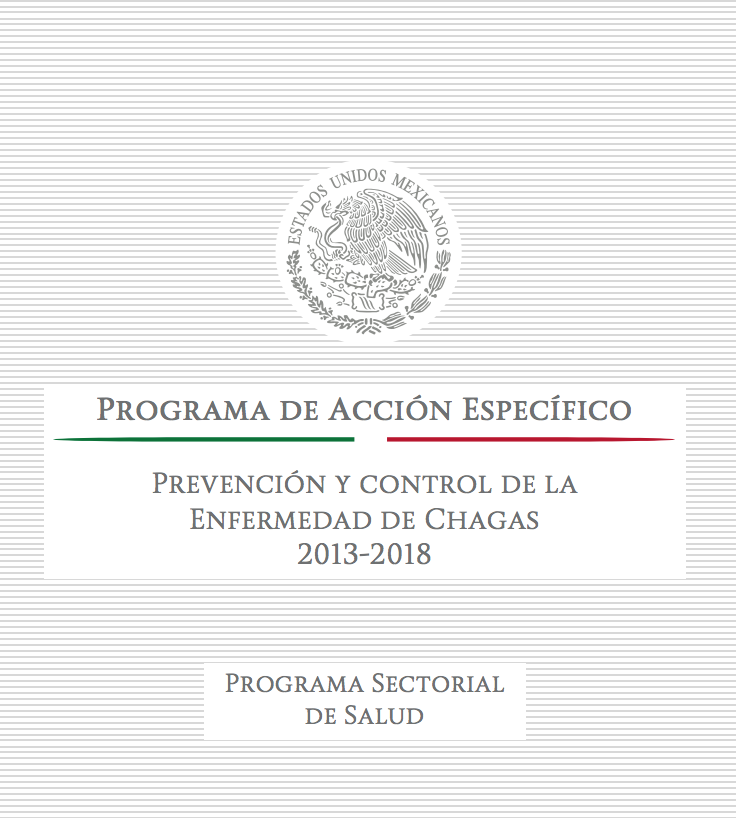 ESTADOS UNIDOS MEXICANOS
PROGRAMA DE ACCIÓN ESPECÍFICO
PREVENCIÓN Y CONTROL DE LA
ENFERMEDAD DE CHAGAS
2013-2018
PROGRAMA SECTORIAL
DE SALUD